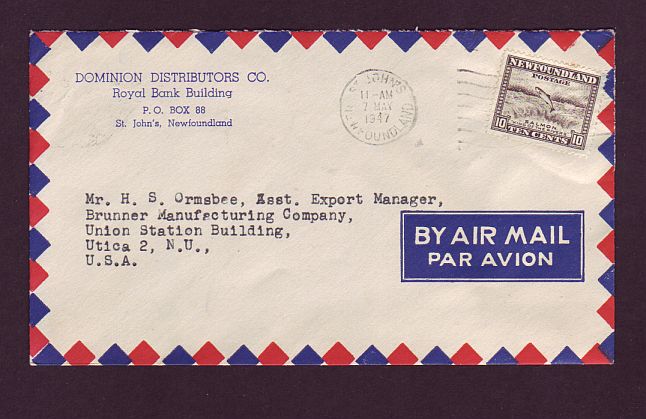 DOMINION DISTRIBUTORS CO.
Royal Bank Building
P. O. BOX 88
St. John's, Newfoundland
ST. JOHN'S
11-AM
7 MAY
1947
NEWFOUNDLAND
NEWFOUNDLAND
POSTAGE
SALMON
10 TEN CENTS 10
Mr. H. S. Ormsbee, Asst. Export Manager,
Brunner Manufacturing Company,
Union Station Building,
Utica 2, N.U.,
U.S.A.
BY AIR MAIL
PAR AVION